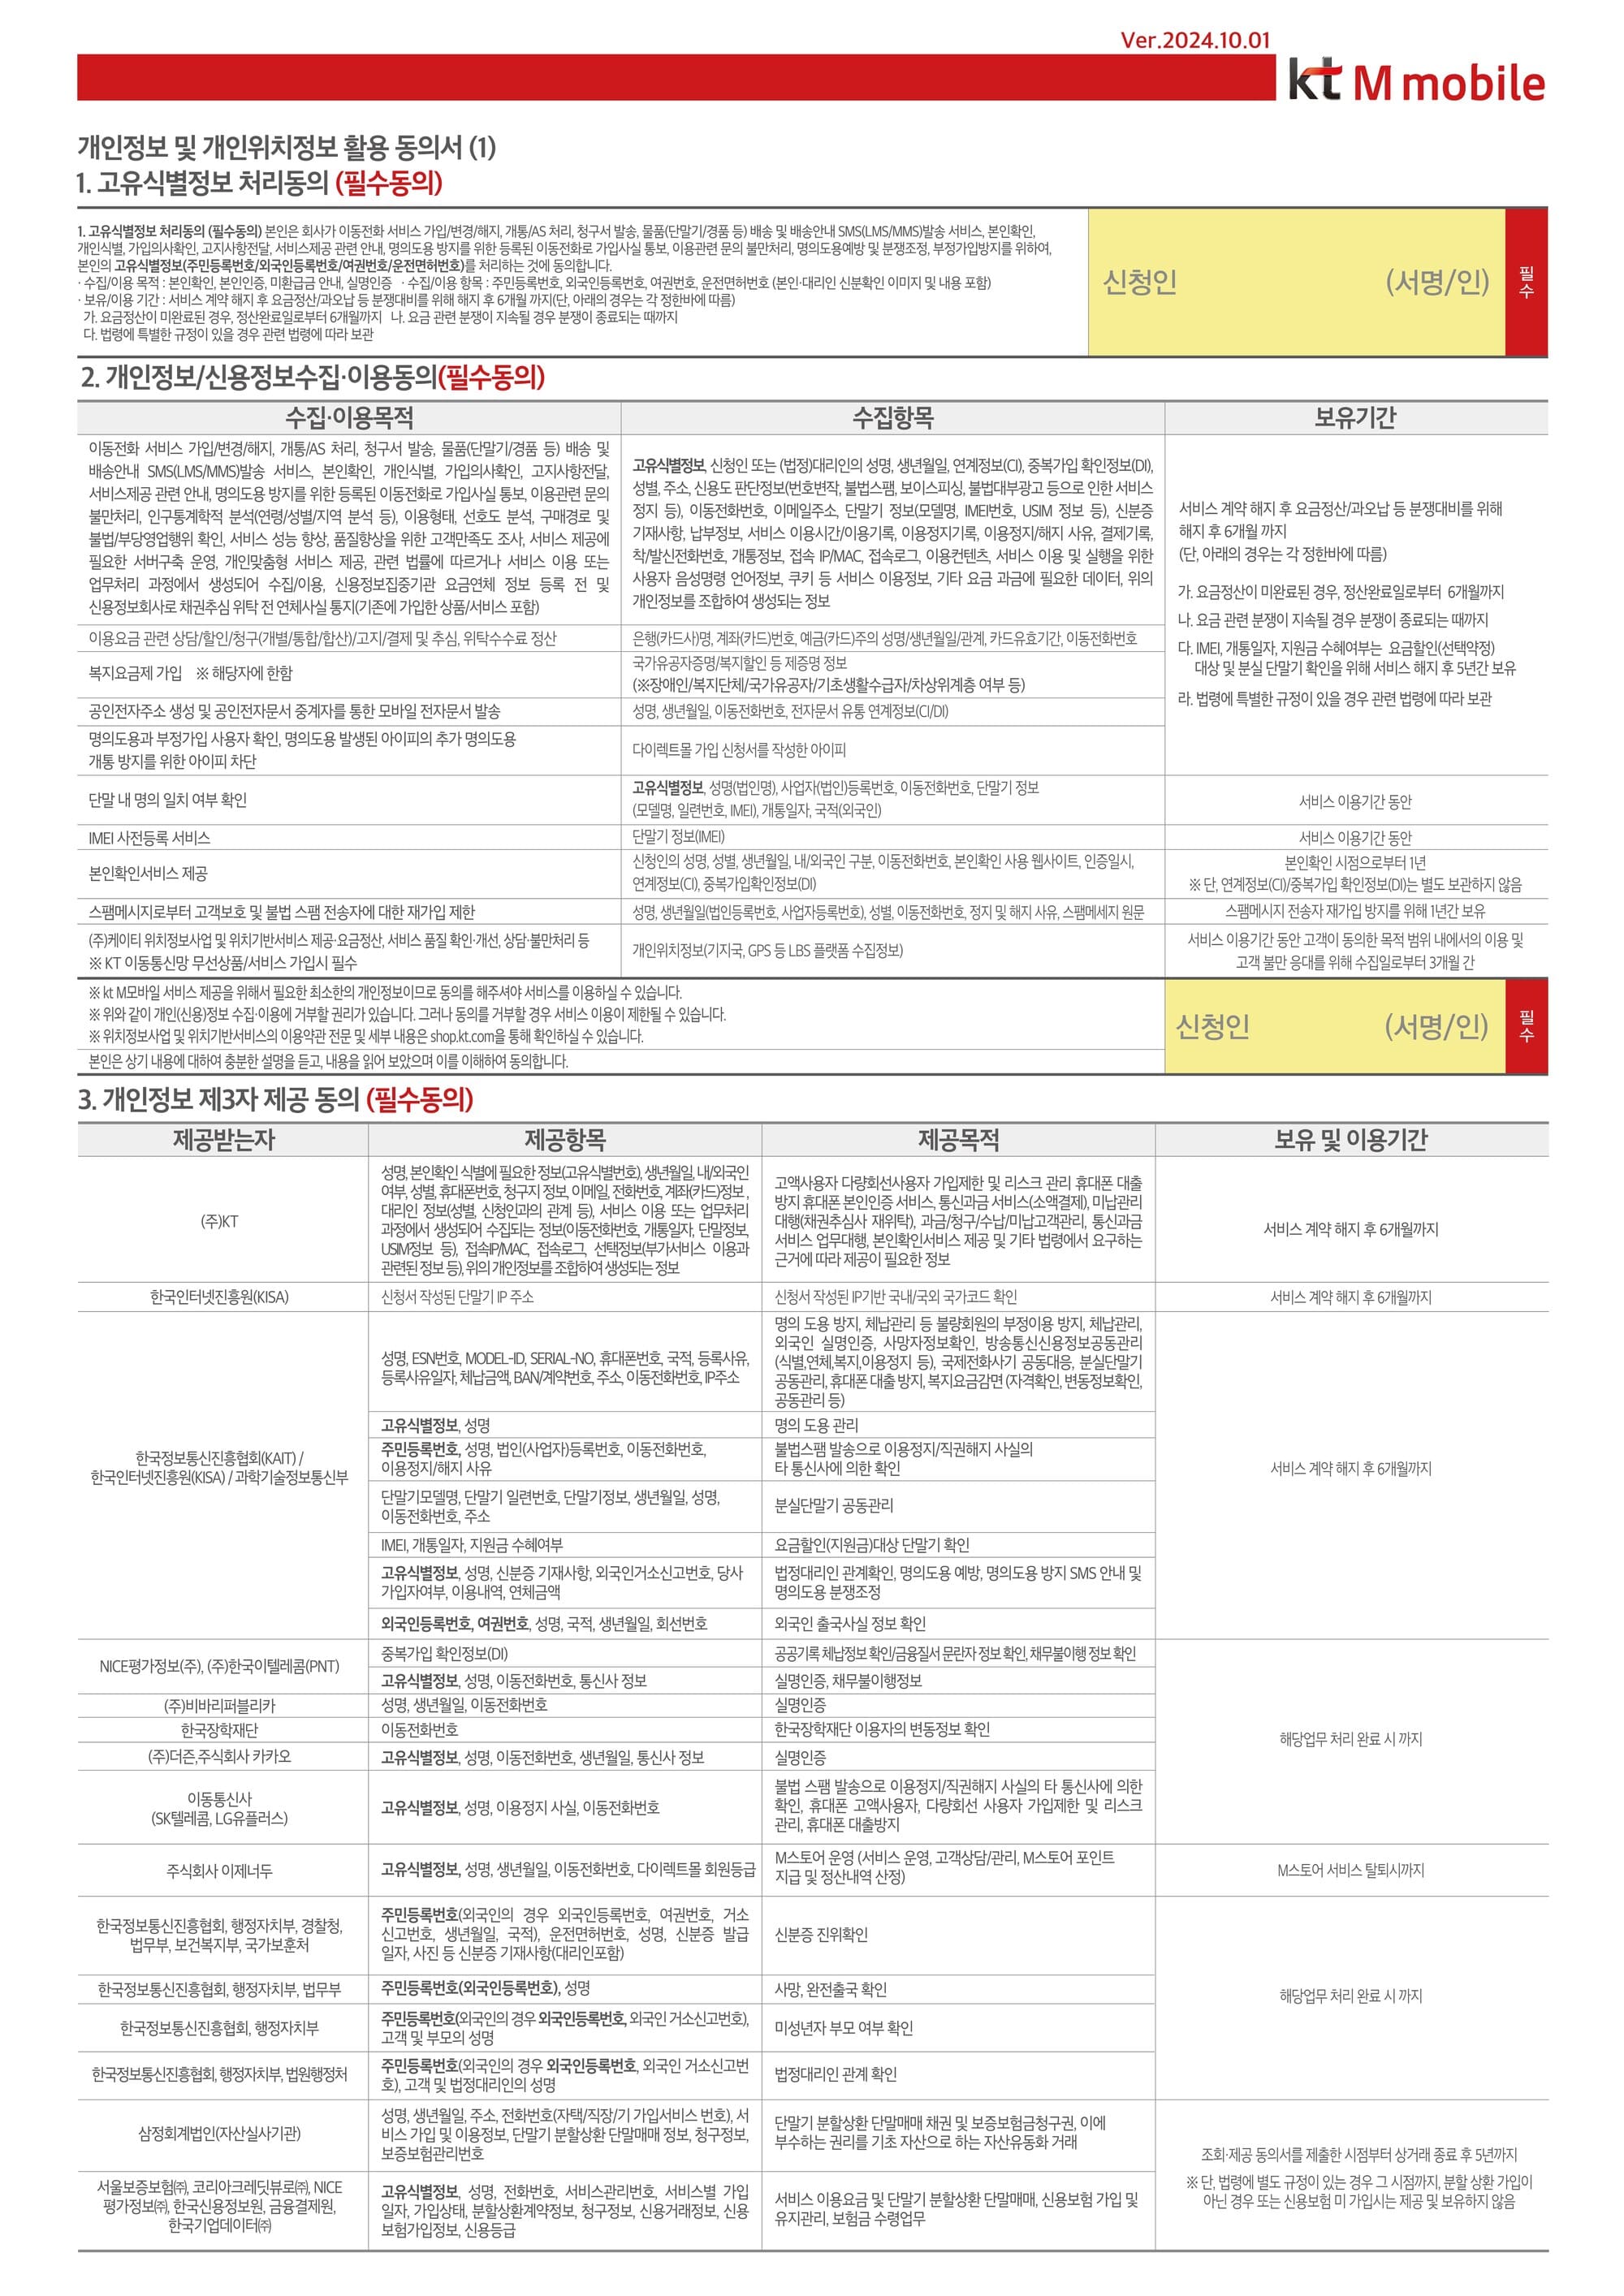 Ver.2024.10.01
kt M mobile
개인정보 및 개인위치정보 활용 동의서 (1)
1. 고유식별정보 처리동의 (필수동의)
1. 고유식별정보 처리동의 (필수동의) 본인은 회사가 이동전화 서비스 가입/변경/해지, 개통/AS 처리, 청구서 발송, 물품(단말기/경품 등) 배송 및 배송안내 SMS(LMS/MMS)발송 서비스, 본인확인,
개인식별, 가입의사확인, 고지사항전달, 서비스제공 관련 안내, 명의도용 방지를 위한 등록된 이동전화로 가입사실 통보, 이용관련 문의 불만처리, 명의도용예방 및 분쟁조정, 부정가입방지를 위하여,
본인의 고유식별정보(주민등록번호/외국인등록번호/여권번호/운전면허번호)를 처리하는 것에 동의합니다.
· 수집/이용 목적 : 본인확인, 본인인증, 미환급금 안내, 실명인증 · 수집/이용 항목 : 주민등록번호, 외국인등록번호, 여권번호, 운전면허번호 (본인·대리인 신분확인 이미지 및 내용 포함)
· 보유/이용 기간 : 서비스 계약 해지 후 요금정산/과오납 등 분쟁대비를 위해 해지 후 6개월 까지(단, 아래의 경우는 각 정한바에 따름)
가. 요금정산이 미완료된 경우, 정산완료일로부터 6개월까지 나. 요금 관련 분쟁이 지속될 경우 분쟁이 종료되는 때까지
다. 법령에 특별한 규정이 있을 경우 관련 법령에 따라 보관
신청인 (서명/인)
필수
2. 개인정보/신용정보수집·이용동의(필수동의)
수집·이용목적 수집항목 보유기간
이동전화 서비스 가입/변경/해지, 개통/AS 처리, 청구서 발송, 물품(단말기/경품 등) 배송 및
배송안내 SMS(LMS/MMS)발송 서비스, 본인확인, 개인식별, 가입의사확인, 고지사항전달,
서비스제공 관련 안내, 명의도용 방지를 위한 등록된 이동전화로 가입사실 통보, 이용관련 문의
불만처리, 인구통계학적 분석(연령/성별/지역 분석 등), 이용형태, 선호도 분석, 구매경로 및
불법/부당영업행위 확인, 서비스 성능 향상, 품질향상을 위한 고객만족도 조사, 서비스 제공에
필요한 서버구축 운영, 개인맞춤형 서비스 제공, 관련 법률에 따르거나 서비스 이용 또는
업무처리 과정에서 생성되어 수집/이용, 신용정보집중기관 요금연체 정보 등록 전 및
신용정보회사로 채권추심 위탁 전 연체사실 통지(기존에 가입한 상품/서비스 포함)
고유식별정보, 신청인 또는 (법정)대리인의 성명, 생년월일, 연계정보(CI), 중복가입 확인정보(DI),
성별, 주소, 신용도 판단정보(번호변작, 불법스팸, 보이스피싱, 불법대부광고 등으로 인한 서비스
정지 등), 이동전화번호, 이메일주소, 단말기 정보(모델명, IMEI번호, USIM 정보 등), 신분증
기재사항, 납부정보, 서비스 이용시간/이용기록, 이용정지기록, 이용정지/해지 사유, 결제기록,
착/발신전화번호, 개통정보, 접속 IP/MAC, 접속로그, 이용컨텐츠, 서비스 이용 및 실행을 위한
사용자 음성명령 언어정보, 쿠키 등 서비스 이용정보, 기타 요금 과금에 필요한 데이터, 위의
개인정보를 조합하여 생성되는 정보
서비스 계약 해지 후 요금정산/과오납 등 분쟁대비를 위해
해지 후 6개월 까지
(단, 아래의 경우는 각 정한바에 따름)
가. 요금정산이 미완료된 경우, 정산완료일로부터 6개월까지
나. 요금 관련 분쟁이 지속될 경우 분쟁이 종료되는 때까지
다. IMEI, 개통일자, 지원금 수혜여부는 요금할인(선택약정)
대상 및 분실 단말기 확인을 위해 서비스 해지 후 5년간 보유
라. 법령에 특별한 규정이 있을 경우 관련 법령에 따라 보관
이용요금 관련 상담/할인/청구(개별/통합/합산)/고지/결제 및 추심, 위탁수수료 정산
은행(카드사)명, 계좌(카드)번호, 예금(카드)주의 성명/생년월일/관계, 카드유효기간, 이동전화번호
복지요금제 가입 ※ 해당자에 한함
국가유공자증명/복지할인 등 제증명 정보
(※장애인/복지단체/국가유공자/기초생활수급자/차상위계층 여부 등)
공인전자주소 생성 및 공인전자문서 중계자를 통한 모바일 전자문서 발송
성명, 생년월일, 이동전화번호, 전자문서 유통 연계정보(CI/DI)
명의도용과 부정가입 사용자 확인, 명의도용 발생된 아이피의 추가 명의도용
개통 방지를 위한 아이피 차단
다이렉트몰 가입 신청서를 작성한 아이피
단말 내 명의 일치 여부 확인
고유식별정보, 성명(법인명), 사업자(법인)등록번호, 이동전화번호, 단말기 정보
(모델명, 일련번호, IMEI), 개통일자, 국적(외국인)
서비스 이용기간 동안
IMEI 사전등록 서비스
단말기 정보(IMEI)
서비스 이용기간 동안
본인확인서비스 제공
신청인의 성명, 성별, 생년월일, 내/외국인 구분, 이동전화번호, 본인확인 사용 웹사이트, 인증일시,
연계정보(CI), 중복가입확인정보(DI)
본인확인 시점으로부터 1년
※ 단, 연계정보(CI)/중복가입 확인정보(DI)는 별도 보관하지 않음
스팸메시지로부터 고객보호 및 불법 스팸 전송자에 대한 재가입 제한
성명, 생년월일(법인등록번호, 사업자등록번호), 성별, 이동전화번호, 정지 및 해지 사유, 스팸메세지 원문
스팸메시지 전송자 재가입 방지를 위해 1년간 보유
(주)케이티 위치정보사업 및 위치기반서비스 제공·요금정산, 서비스 품질 확인·개선, 상담·불만처리 등
※ KT 이동통신망 무선상품/서비스 가입시 필수
개인위치정보(기지국, GPS 등 LBS 플랫폼 수집정보)
서비스 이용기간 동안 고객이 동의한 목적 범위 내에서의 이용 및
고객 불만 응대를 위해 수집일로부터 3개월 간
※ kt M모바일 서비스 제공을 위해서 필요한 최소한의 개인정보이므로 동의를 해주셔야 서비스를 이용하실 수 있습니다.
※ 위와 같이 개인(신용)정보 수집·이용에 거부할 권리가 있습니다. 그러나 동의를 거부할 경우 서비스 이용이 제한될 수 있습니다.
※ 위치정보사업 및 위치기반서비스의 이용약관 전문 및 세부 내용은 shop.kt.com을 통해 확인하실 수 있습니다.
본인은 상기 내용에 대하여 충분한 설명을 듣고, 내용을 읽어 보았으며 이를 이해하여 동의합니다.
신청인 (서명/인)
필수
3. 개인정보 제3자 제공 동의 (필수동의)
제공받는자 제공항목 제공목적 보유 및 이용기간
(주)KT
성명, 본인확인 식별에 필요한 정보(고유식별번호), 생년월일, 내/외국인
여부, 성별, 휴대폰번호, 청구지 정보, 이메일, 전화번호, 계좌(카드)정보,
대리인 정보(성별, 신청인과의 관계 등), 서비스 이용 또는 업무처리
과정에서 생성되어 수집되는 정보(이동전화번호, 개통일자, 단말정보,
USIM정보 등), 접속IP/MAC, 접속로그, 선택정보(부가서비스 이용과
관련된 정보 등), 위의 개인정보를 조합하여 생성되는 정보
고액사용자 다량회선사용자 가입제한 및 리스크 관리 휴대폰 대출
방지 휴대폰 본인인증 서비스, 통신과금 서비스(소액결제), 미납관리
대행(채권추심사 재위탁), 과금/청구/수납/미납고객관리, 통신과금
서비스 업무대행, 본인확인서비스 제공 및 기타 법령에서 요구하는
근거에 따라 제공이 필요한 정보
서비스 계약 해지 후 6개월까지
한국인터넷진흥원(KISA)
신청서 작성된 단말기 IP 주소
신청서 작성된 IP기반 국내/국외 국가코드 확인
서비스 계약 해지 후 6개월까지
한국정보통신진흥협회(KAIT) /
한국인터넷진흥원(KISA) / 과학기술정보통신부
성명, ESN번호, MODEL-ID, SERIAL-NO, 휴대폰번호, 국적, 등록사유,
등록사유일자, 체납금액, BAN/계약번호, 주소, 이동전화번호, IP주소
명의 도용 방지, 체납관리 등 불량회원의 부정이용 방지, 체납관리,
외국인 실명인증, 사망자정보확인, 방송통신신용정보공동관리
(식별,연체,복지,이용정지 등), 국제전화사기 공동대응, 분실단말기
공동관리, 휴대폰 대출 방지, 복지요금감면 (자격확인, 변동정보확인,
공동관리 등)
서비스 계약 해지 후 6개월까지
고유식별정보, 성명
명의 도용 관리
주민등록번호, 성명, 법인(사업자)등록번호, 이동전화번호,
이용정지/해지 사유
불법스팸 발송으로 이용정지/직권해지 사실의
타 통신사에 의한 확인
단말기모델명, 단말기 일련번호, 단말기정보, 생년월일, 성명,
이동전화번호, 주소
분실단말기 공동관리
IMEI, 개통일자, 지원금 수혜여부
요금할인(지원금)대상 단말기 확인
고유식별정보, 성명, 신분증 기재사항, 외국인거소신고번호, 당사
가입자여부, 이용내역, 연체금액
법정대리인 관계확인, 명의도용 예방, 명의도용 방지 SMS 안내 및
명의도용 분쟁조정
외국인등록번호, 여권번호, 성명, 국적, 생년월일, 회선번호
외국인 출국사실 정보 확인
NICE평가정보(주), (주)한국이텔레콤(PNT)
중복가입 확인정보(DI)
공공기록 체납정보 확인/금융질서 문란자 정보 확인, 채무불이행 정보 확인
고유식별정보, 성명, 이동전화번호, 통신사 정보
실명인증, 채무불이행정보
해당업무 처리 완료 시 까지
(주)비바리퍼블리카
성명, 생년월일, 이동전화번호
실명인증
한국장학재단
이동전화번호
한국장학재단 이용자의 변동정보 확인
(주)더즌,주식회사 카카오
고유식별정보, 성명, 이동전화번호, 생년월일, 통신사 정보
실명인증
이동통신사
(SK텔레콤, LG유플러스)
고유식별정보, 성명, 이용정지 사실, 이동전화번호
불법 스팸 발송으로 이용정지/직권해지 사실의 타 통신사에 의한
확인, 휴대폰 고액사용자, 다량회선 사용자 가입제한 및 리스크
관리, 휴대폰 대출방지
주식회사 이제너두
고유식별정보, 성명, 생년월일, 이동전화번호, 다이렉트몰 회원등급
M스토어 운영 (서비스 운영, 고객상담/관리, M스토어 포인트
지급 및 정산내역 산정)
M스토어 서비스 탈퇴시까지
한국정보통신진흥협회, 행정자치부, 경찰청,
법무부, 보건복지부, 국가보훈처
주민등록번호(외국인의 경우 외국인등록번호, 여권번호, 거소
신고번호, 생년월일, 국적), 운전면허번호, 성명, 신분증 발급
일자, 사진 등 신분증 기재사항(대리인포함)
신분증 진위확인
해당업무 처리 완료 시 까지
한국정보통신진흥협회, 행정자치부, 법무부
주민등록번호(외국인등록번호), 성명
사망, 완전출국 확인
한국정보통신진흥협회, 행정자치부
주민등록번호(외국인의 경우 외국인등록번호, 외국인 거소신고번호),
고객 및 부모의 성명
미성년자 부모 여부 확인
한국정보통신진흥협회, 행정자치부, 법원행정처
주민등록번호(외국인의 경우 외국인등록번호, 외국인 거소신고번
호), 고객 및 법정대리인의 성명
법정대리인 관계 확인
삼정회계법인(자산실사기관)
성명, 생년월일, 주소, 전화번호(자택/직장/기 가입서비스 번호), 서
비스 가입 및 이용정보, 단말기 분할상환 단말매매 정보, 청구정보,
보증보험관리번호
단말기 분할상환 단말매매 채권 및 보증보험금청구권, 이에
부수하는 권리를 기초 자산으로 하는 자산유동화 거래
조회·제공 동의서를 제출한 시점부터 상거래 종료 후 5년까지
※ 단, 법령에 별도 규정이 있는 경우 그 시점까지, 분할 상환 가입이
아닌 경우 또는 신용보험 미 가입시는 제공 및 보유하지 않음
서울보증보험㈜, 코리아크레딧뷰로㈜, NICE
평가정보㈜, 한국신용정보원, 금융결제원,
한국기업데이터㈜
고유식별정보, 성명, 전화번호, 서비스관리번호, 서비스별 가입
일자, 가입상태, 분할상환계약정보, 청구정보, 신용거래정보, 신용
보험가입정보, 신용등급
서비스 이용요금 및 단말기 분할상환 단말매매, 신용보험 가입 및
유지관리, 보험금 수령업무